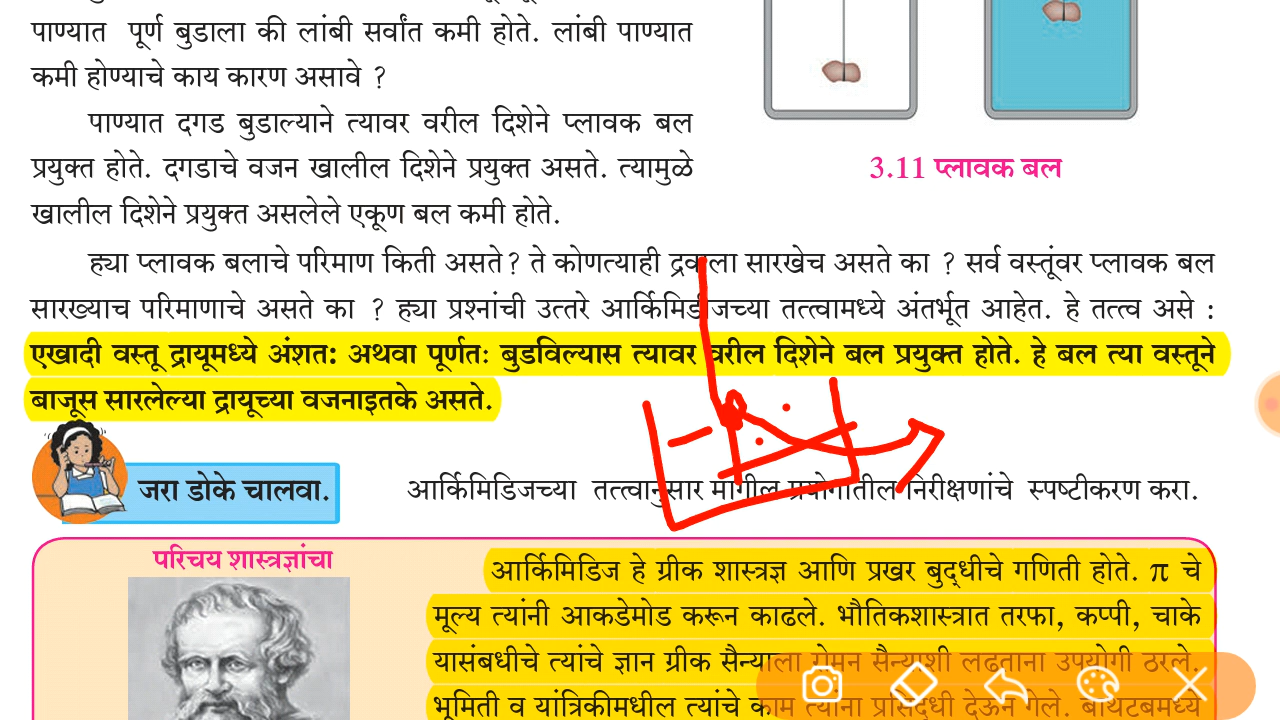 पाण्यात पूर्ण बुडाला की लांबी सर्वांत कमी होते. लांबी पाण्यात
कमी होण्याचे काय कारण असावे ?
पाण्यात दगड बुडाल्याने त्यावर वरील दिशेने प्लावक बल
प्रयुक्त होते. दगडाचे वजन खालील दिशेने प्रयुक्त असते. त्यामुळे
खालील दिशेने प्रयुक्त असलेले एकूण बल कमी होते.
3.11 प्लावक बल
ह्या प्लावक बलाचे परिमाण किती असते? ते कोणत्याही द्रवाला सारखेच असते का ? सर्व वस्तूंवर प्लावक बल
सारख्याच परिमाणाचे असते का ? ह्या प्रश्नांची उत्तरे आर्किमिडीजच्या तत्त्वामध्ये अंतर्भूत आहेत. हे तत्त्व असे :
एखादी वस्तू द्रायूमध्ये अंशत: अथवा पूर्णतः बुडविल्यास त्यावर वरील दिशेने बल प्रयुक्त होते. हे बल त्या वस्तूने
बाजूस सारलेल्या द्रायूच्या वजनाइतके असते.
जरा डोके चालवा.
आर्किमिडिजच्या तत्त्वानुसार मागील प्रयोगातील निरीक्षणांचे स्पष्टीकरण करा.
परिचय शास्त्रज्ञांचा
आर्किमिडिज हे ग्रीक शास्त्रज्ञ आणि प्रखर बुद्धीचे गणिती होते. π चे
मूल्य त्यांनी आकडेमोड करून काढले. भौतिकशास्त्रात तरफा, कप्पी, चाके
यासंबधीचे त्यांचे ज्ञान ग्रीक सैन्याला रोमन सैन्याशी लढताना उपयोगी ठरले.
भूमिती व यांत्रिकीमधील त्यांचे काम त्यांना प्रसिद्धी देऊन गेले. बाथटबमध्ये